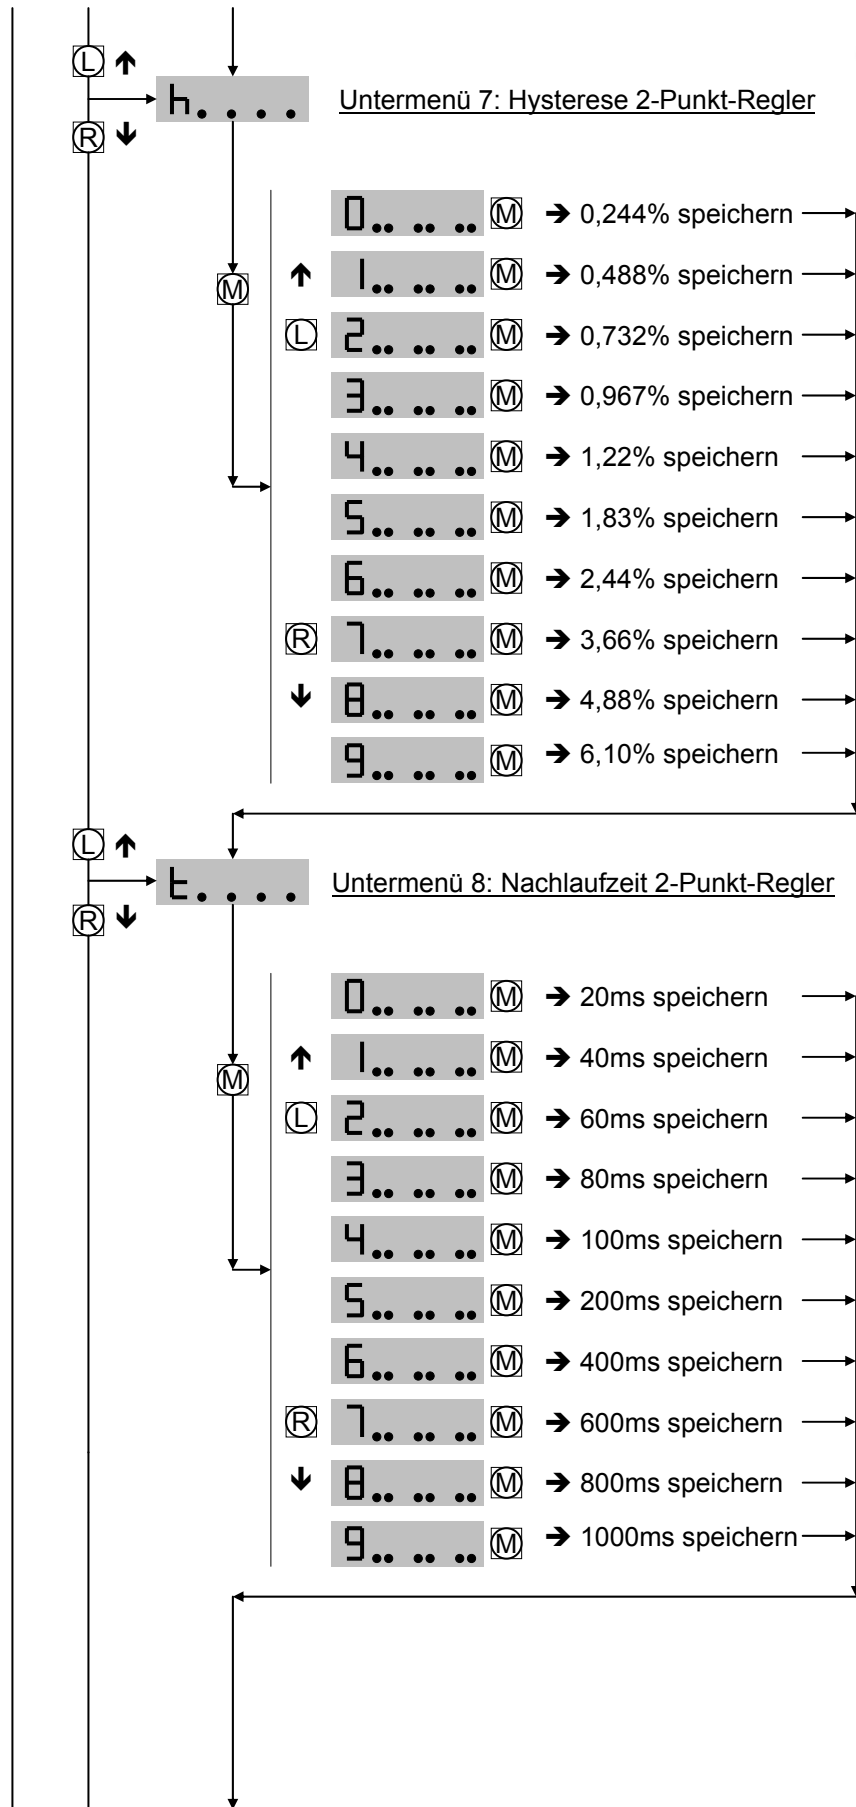 L ↑
h. . . . Untermenü 7: Hysterese 2-Punkt-Regler
R ↓
0.. .. .. M ➔ 0,244% speichern
M ↑ 1.. .. .. M ➔ 0,488% speichern
L 2.. .. .. M ➔ 0,732% speichern
3.. .. .. M ➔ 0,967% speichern
4.. .. .. M ➔ 1,22% speichern
5.. .. .. M ➔ 1,83% speichern
6.. .. .. M ➔ 2,44% speichern
R 7.. .. .. M ➔ 3,66% speichern
↓ 8.. .. .. M ➔ 4,88% speichern
9.. .. .. M ➔ 6,10% speichern
L ↑
t. . . . Untermenü 8: Nachlaufzeit 2-Punkt-Regler
R ↓
0.. .. .. M ➔ 20ms speichern
M ↑ 1.. .. .. M ➔ 40ms speichern
L 2.. .. .. M ➔ 60ms speichern
3.. .. .. M ➔ 80ms speichern
4.. .. .. M ➔ 100ms speichern
5.. .. .. M ➔ 200ms speichern
6.. .. .. M ➔ 400ms speichern
R 7.. .. .. M ➔ 600ms speichern
↓ 8.. .. .. M ➔ 800ms speichern
9.. .. .. M ➔ 1000ms speichern